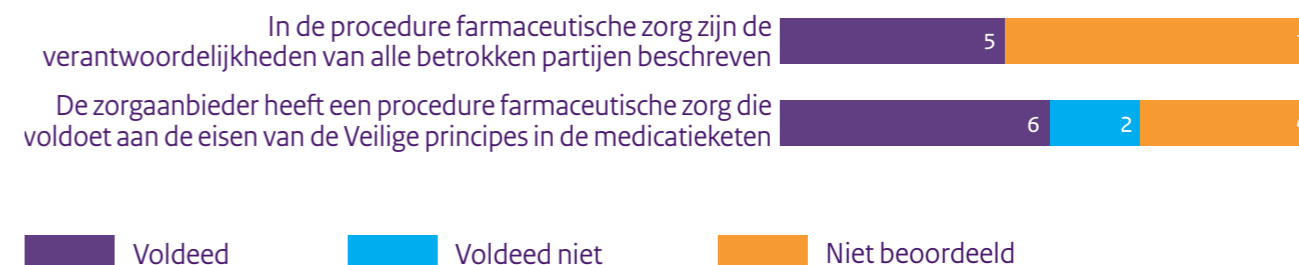 In de procedure farmaceutische zorg zijn de
verantwoordelijkheden van alle betrokken partijen beschreven
5
De zorgaanbieder heeft een procedure farmaceutische zorg die
voldoet aan de eisen van de Veilige principes in de medicatieketen
6 2
Voldeed Voldeed niet Niet beoordeeld